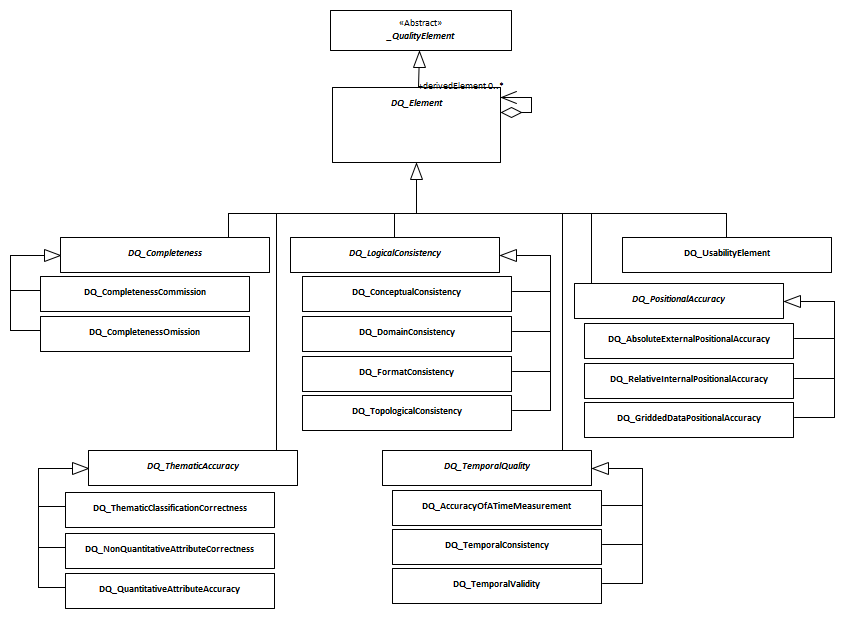 «Abstract»
_QualityElement
+derivedElement 0..*
DQ_Element
DQ_Completeness
DQ_CompletenessCommission
DQ_CompletenessOmission
DQ_LogicalConsistency
DQ_ConceptualConsistency
DQ_DomainConsistency
DQ_FormatConsistency
DQ_TopologicalConsistency
DQ_UsabilityElement
DQ_PositionalAccuracy
DQ_AbsoluteExternalPositionalAccuracy
DQ_RelativeInternalPositionalAccuracy
DQ_GriddedDataPositionalAccuracy
DQ_ThematicAccuracy
DQ_ThematicClassificationCorrectness
DQ_NonQuantitativeAttributeCorrectness
DQ_QuantitativeAttributeAccuracy
DQ_TemporalQuality
DQ_AccuracyOfATimeMeasurement
DQ_TemporalConsistency
DQ_TemporalValidity